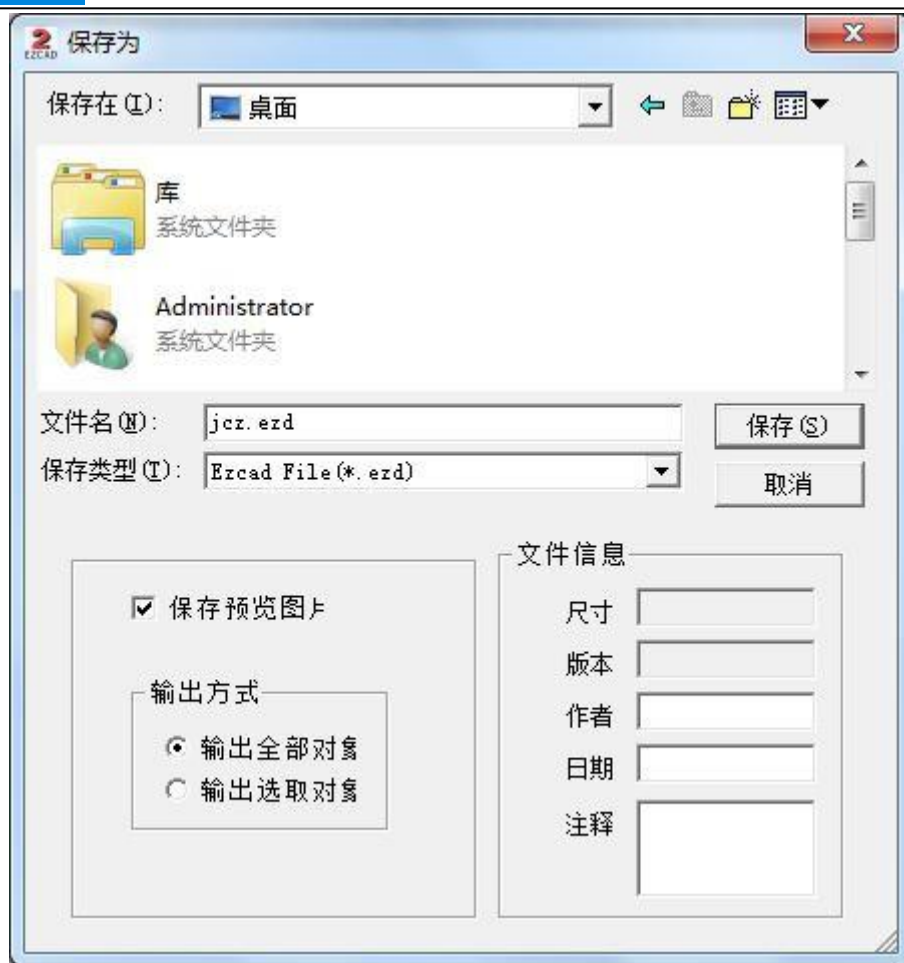 2
EZCAD
保存为
保存在(I):
桌面
库
系统文件夹
Administrator
系统文件夹
文件名(N):
jcz.ezd
保存(S)
保存类型(T):
Ezcad File(*.ezd)
取消
保存预览图片
文件信息
尺寸
版本
作者
日期
注释
输出方式
输出全部对象
输出选取对象